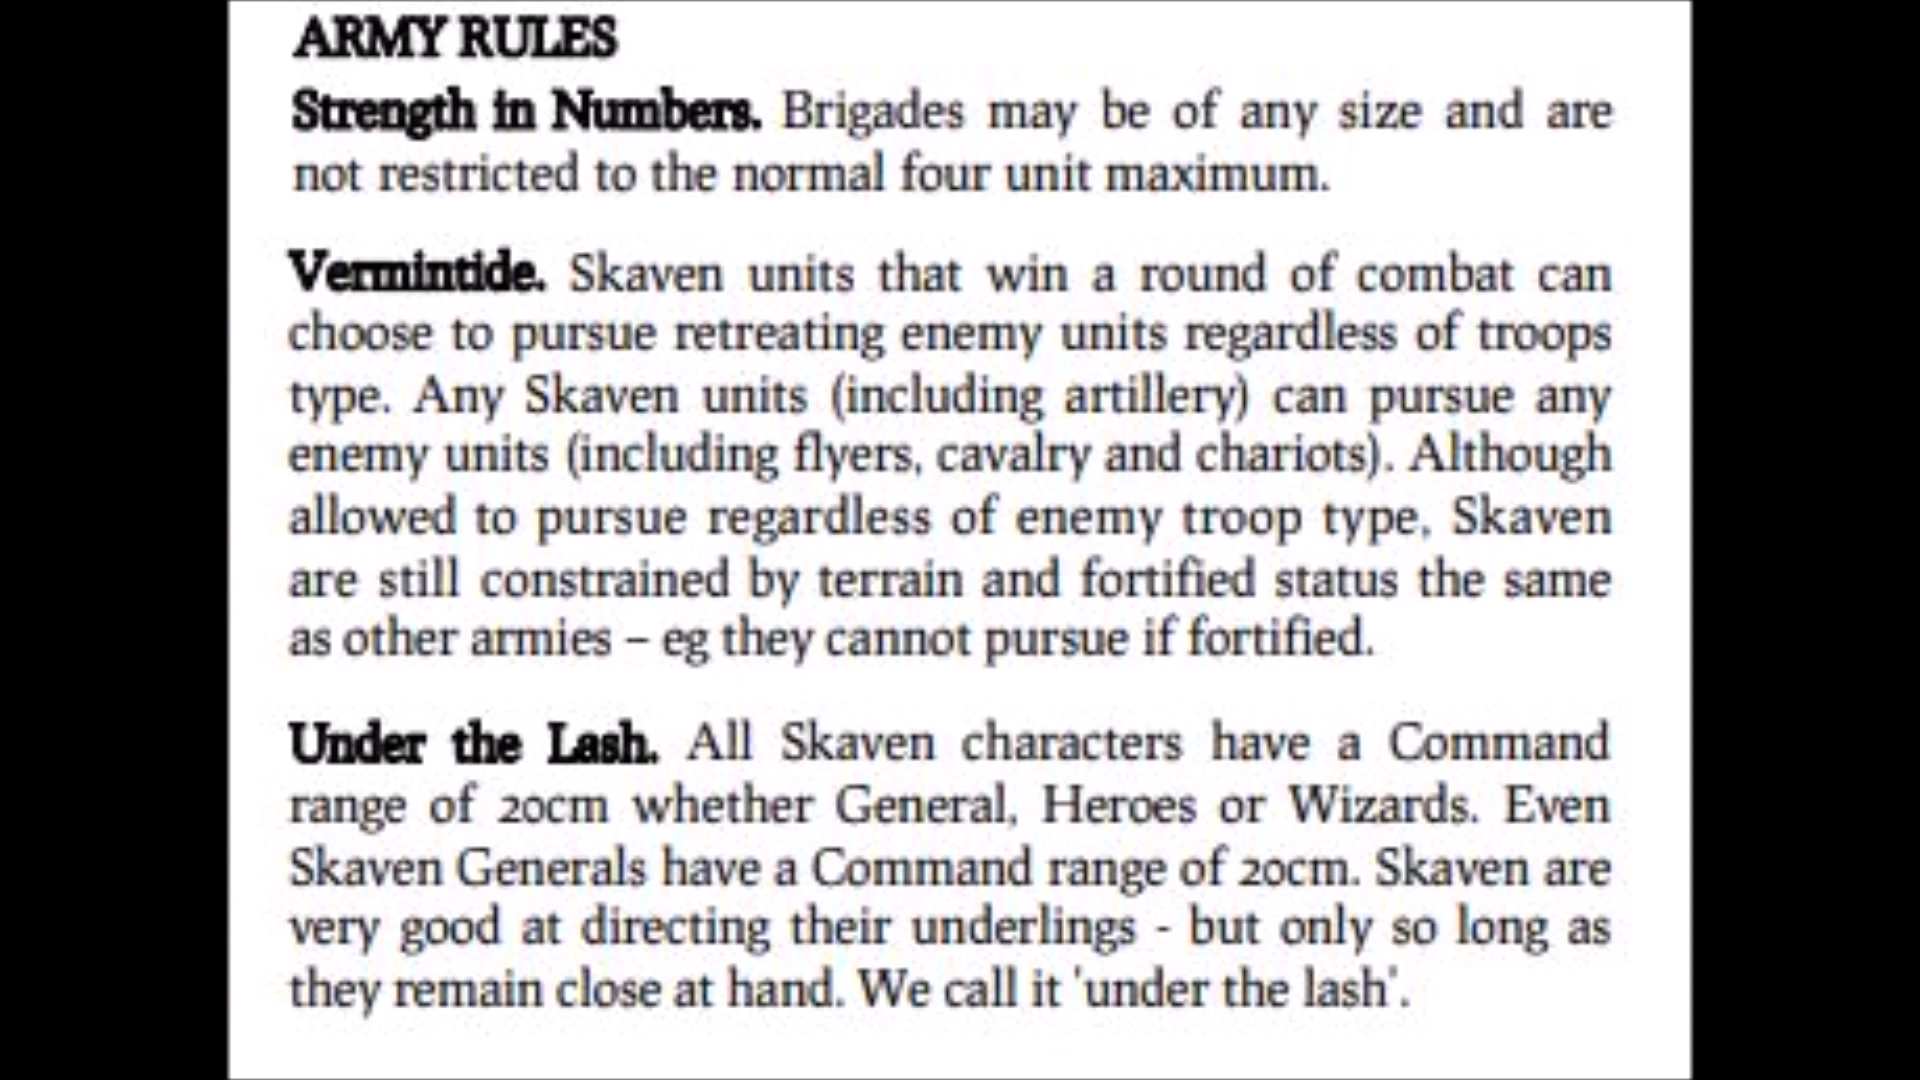 ARMY RULES
Strength in Numbers. Brigades may be of any size and are
not restricted to the normal four unit maximum.
Vermintide. Skaven units that win a round of combat can
choose to pursue retreating enemy units regardless of troops
type. Any Skaven units (including artillery) can pursue any
enemy units (including flyers, cavalry and chariots). Although
allowed to pursue regardless of enemy troop type, Skaven
are still constrained by terrain and fortified status the same
as other armies – eg they cannot pursue if fortified.
Under the Lash. All Skaven characters have a Command
range of 20cm whether General, Heroes or Wizards. Even
Skaven Generals have a Command range of 20cm. Skaven are
very good at directing their underlings - but only so long as
they remain close at hand. We call it 'under the lash'.